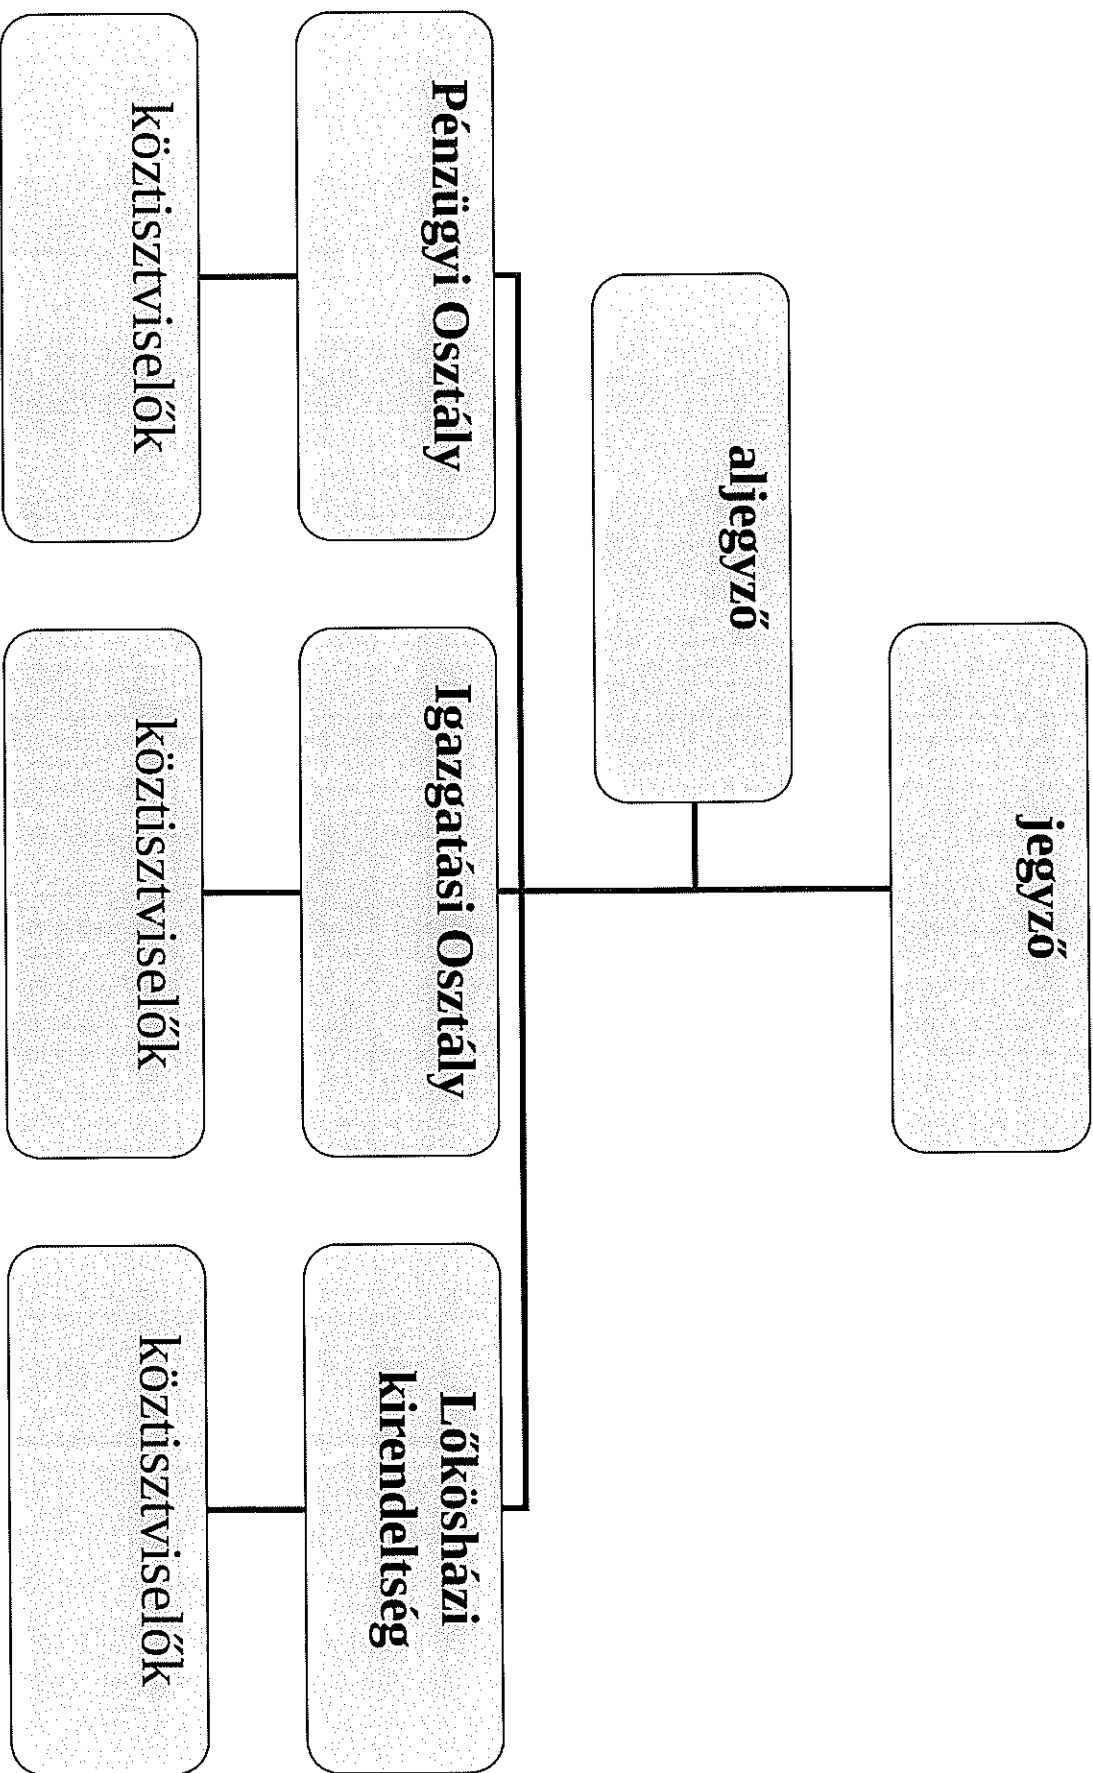 jegyző
aljegyző
Pénzügyi Osztály
Igazgatási Osztály
Lőkösházi
kirendeltség
köztisztviselők
köztisztviselők
köztisztviselők